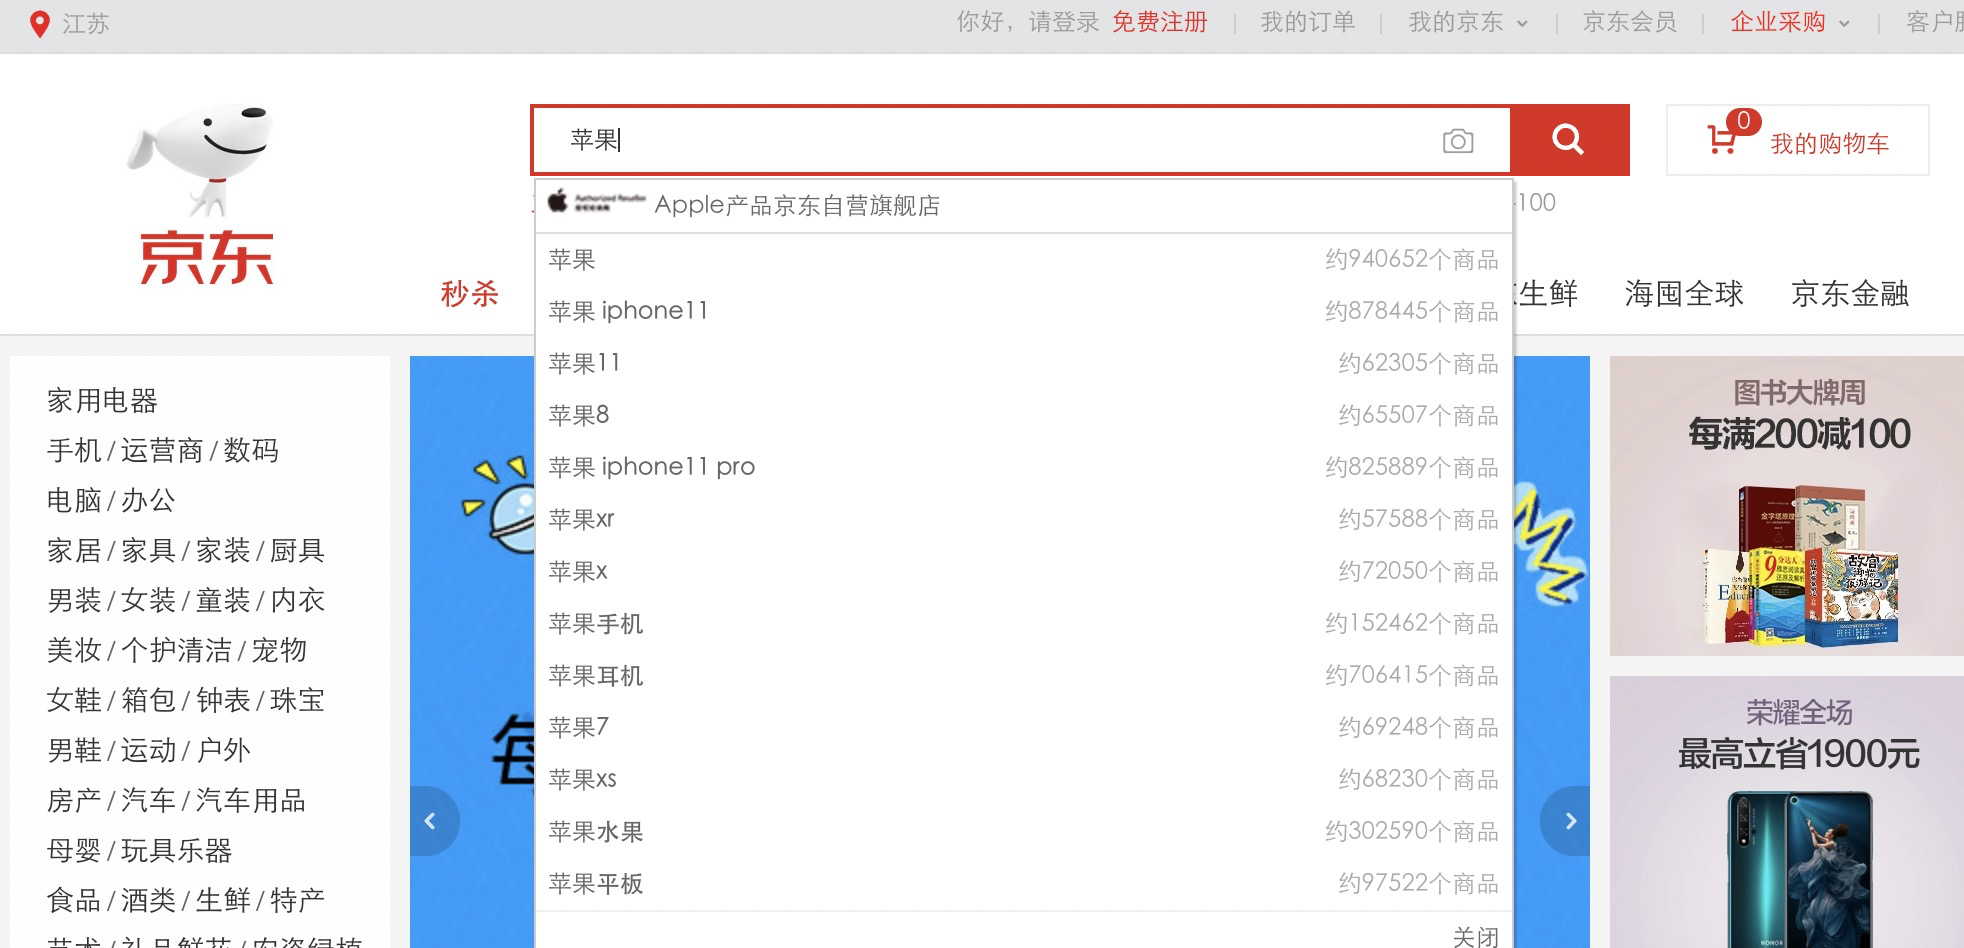 江苏
你好，请登录 免费注册 我的订单 我的京东 京东会员 企业采购
苹果
0 我的购物车
Apple产品京东自营旗舰店
100
京东
秒杀
生鲜 海囤全球 京东金融
苹果 约940652个商品
苹果 iphone11 约878445个商品
苹果11 约62305个商品
苹果8 约65507个商品
苹果 iphone11 pro 约825889个商品
苹果xr 约57588个商品
苹果x 约72050个商品
苹果手机 约152462个商品
苹果耳机 约706415个商品
苹果7 约69248个商品
苹果xs 约68230个商品
苹果水果 约302590个商品
苹果平板 约97522个商品
关闭
家用电器
手机 / 运营商 / 数码
电脑 / 办公
家居 / 家具 / 家装 / 厨具
男装 / 女装 / 童装 / 内衣
美妆 / 个护清洁 / 宠物
女鞋 / 箱包 / 钟表 / 珠宝
男鞋 / 运动 / 户外
房产 / 汽车 / 汽车用品
母婴 / 玩具乐器
食品 / 酒类 / 生鲜 / 特产
艺术 / 礼品鲜花 / 农资绿植
每
图书大牌周
每满200减100
荣耀全场
最高立省1900元
HONOR